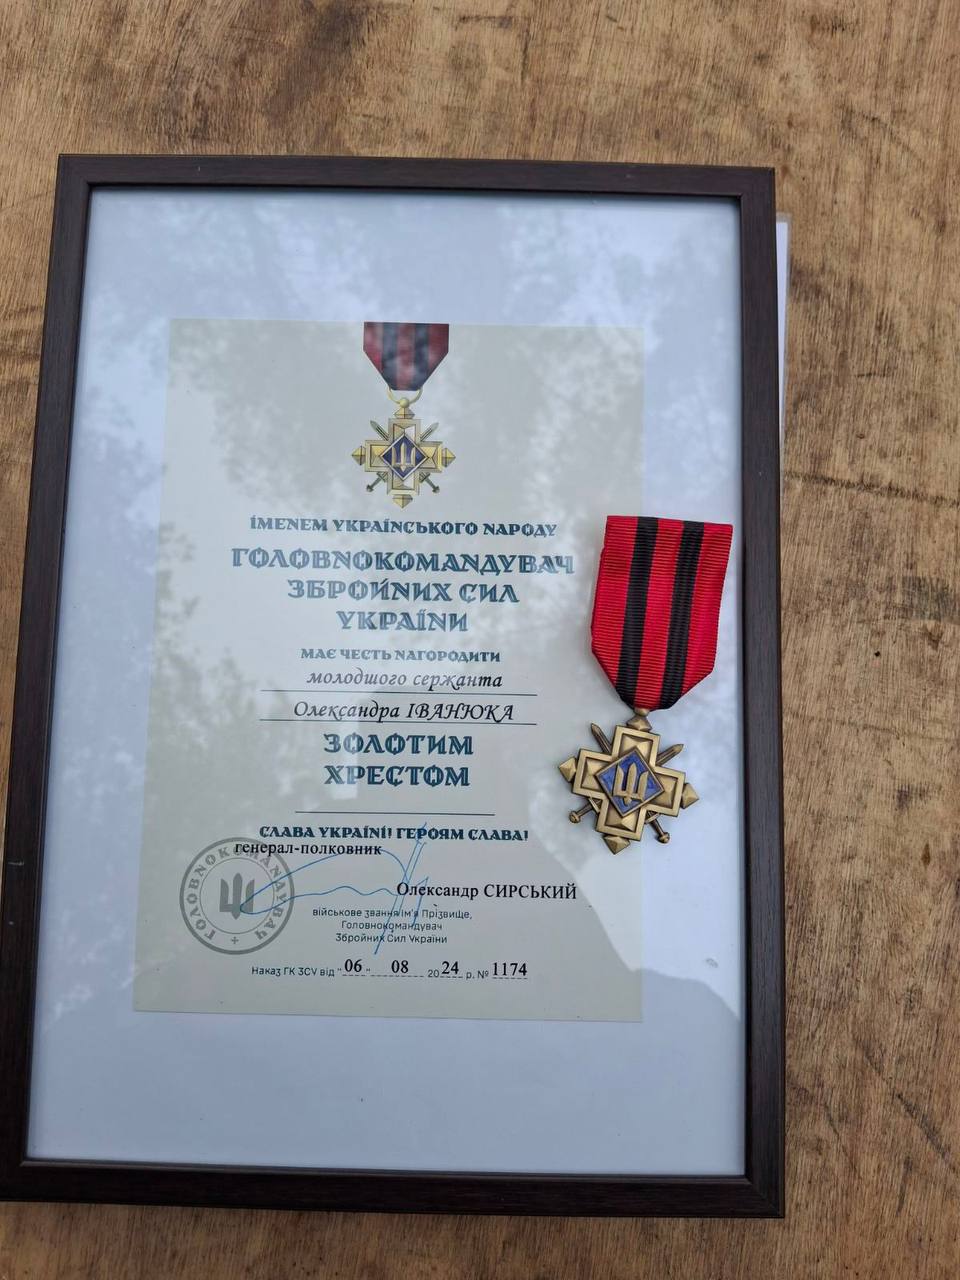 ІМЕНЕМ УКРАЇНСЬКОГО НАРОДУ
ГОЛОВНОКОМАНДУВАЧ
ЗБРОЙНИХ СИЛ
УКРАЇНИ
МАЄ ЧЕСТЬ НАГОРОДИТИ
молодшого сержанта
Олександра ІВАНЮКА
ЗОЛОТИМ
ХРЕСТОМ
СЛАВА УКРАЇНІ! ГЕРОЯМ СЛАВА!
генерал-полковник
ГОЛОВНОКОМАНДУВАЧ
Олександр СИРСЬКИЙ
військове звання Ім'я Прізвище,
Головнокомандувач
Збройних Сил України
Наказ ГК ЗСУ від "06" 08 2024 р. № 1174